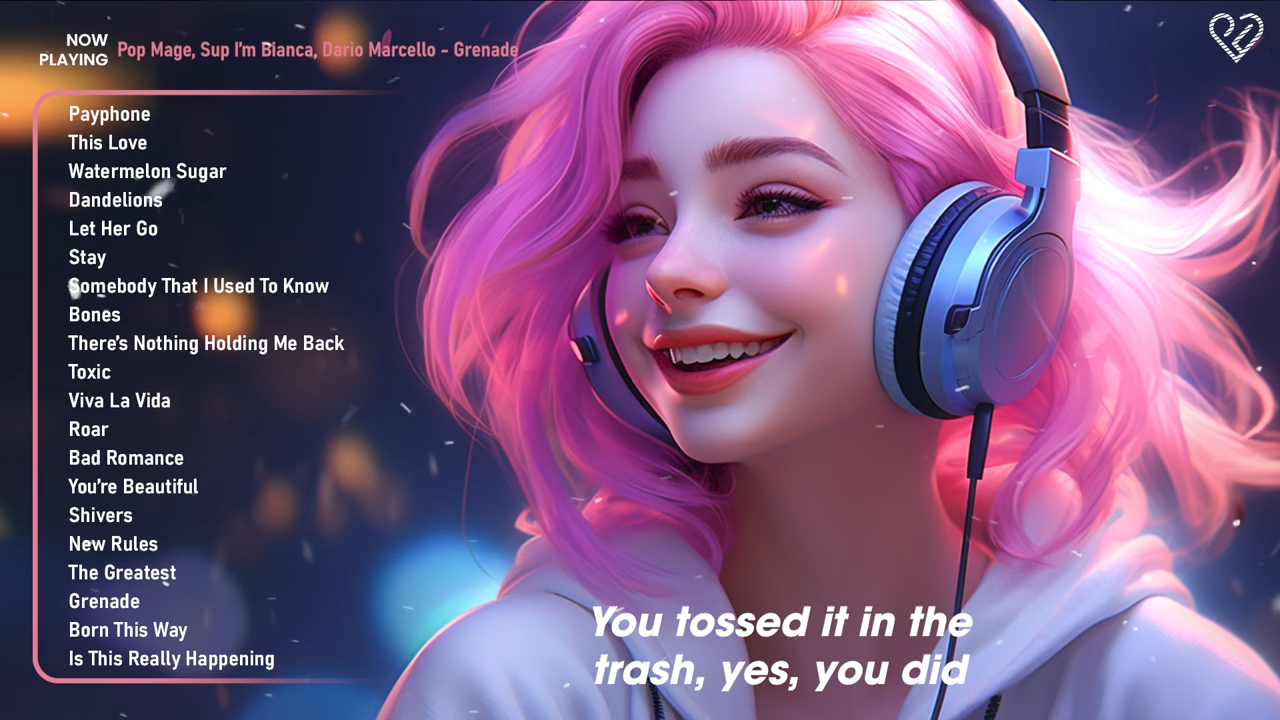 NOW
PLAYING
Pop Mage, Sup I'm Bianca, Dario Marcello - Grenade
Payphone
This Love
Watermelon Sugar
Dandelions
Let Her Go
Stay
Somebody That I Used To Know
Bones
There's Nothing Holding Me Back
Toxic
Viva La Vida
Roar
Bad Romance
You're Beautiful
Shivers
New Rules
The Greatest
Grenade
Born This Way
Is This Really Happening
You tossed it in the
trash, yes, you did